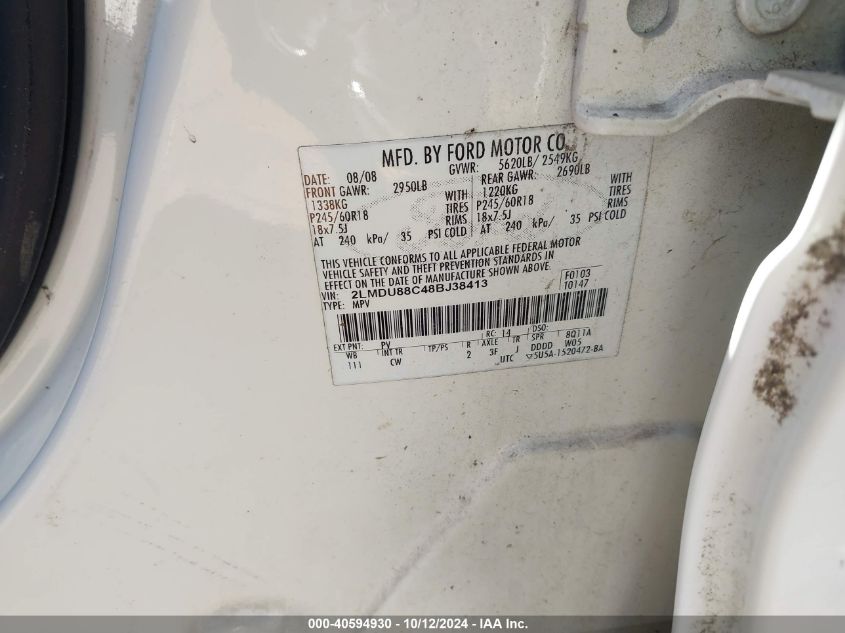 MFD. BY FORD MOTOR CO.
DATE: 08/08 GVWR: 5620LB/ 2549KG
FRONT GAWR: 2950LB REAR GAWR: 2690LB
1338KG WITH 1220KG WITH
P245/60R18 TIRES P245/60R18 TIRES
18x7.5J RIMS 18x7.5J RIMS
AT 240 kPa/ 35 PSI COLD AT 240 kPa/ 35 PSI COLD
THIS VEHICLE CONFORMS TO ALL APPLICABLE FEDERAL MOTOR
VEHICLE SAFETY AND THEFT PREVENTION STANDARDS IN
EFFECT ON DATE OF MANUFACTURE SHOWN ABOVE.
VIN: 2LMDU88C48BJ38413 F0103
TYPE: MPV 10147
EXT PNT: PV RC: 14 DSO:
WB INT TR TP/PS R AXLE TR SPR 8Q11A
111 CW 2 3F J DDDD W05
UTC 5U5A-1520472-BA
000-40594930 - 10/12/2024 - IAA Inc.